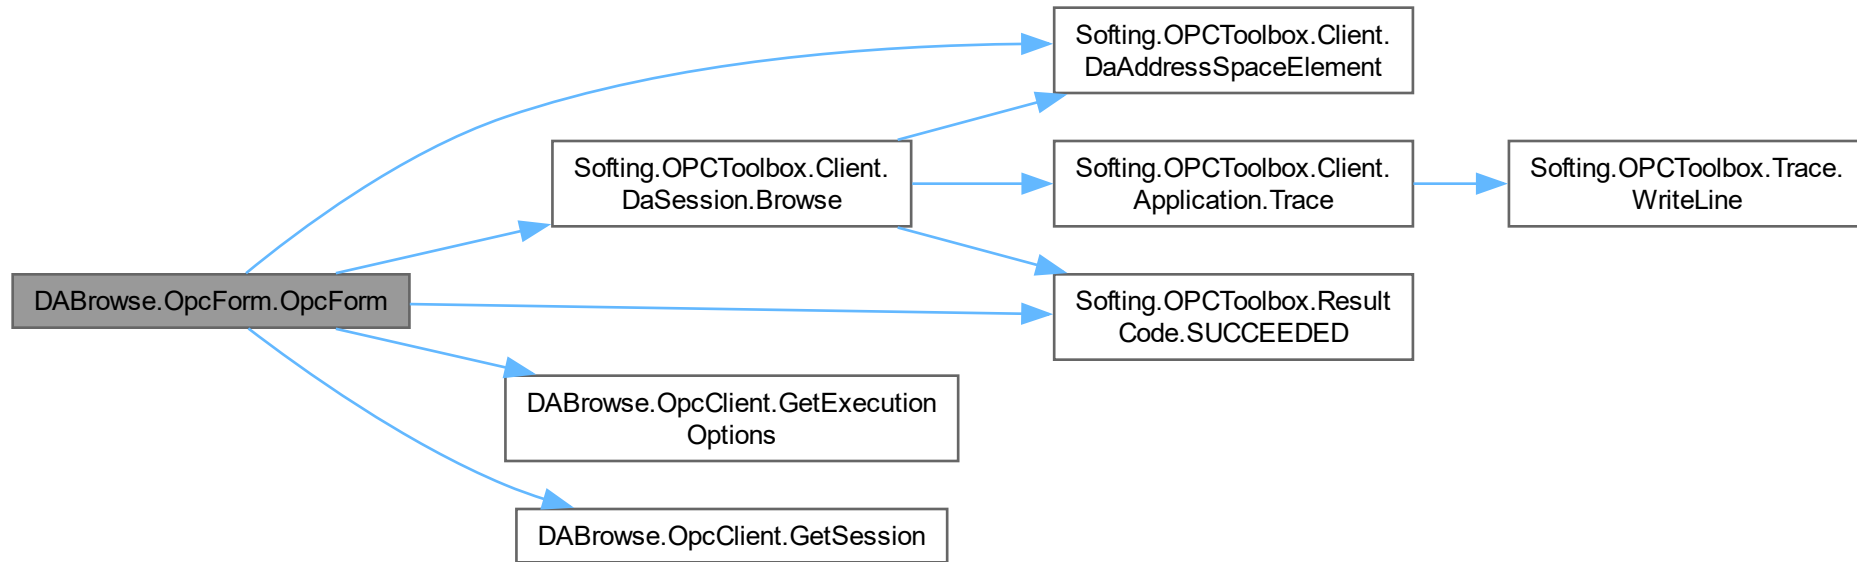 Softing.OPCToolbox.Client.
DaAddressSpaceElement
Softing.OPCToolbox.Client.
DaSession.Browse
Softing.OPCToolbox.Client.
Application.Trace
Softing.OPCToolbox.Trace.
WriteLine
DABrowse.OpcForm.OpcForm
Softing.OPCToolbox.Result
Code.SUCCEEDED
DABrowse.OpcClient.GetExecution
Options
DABrowse.OpcClient.GetSession